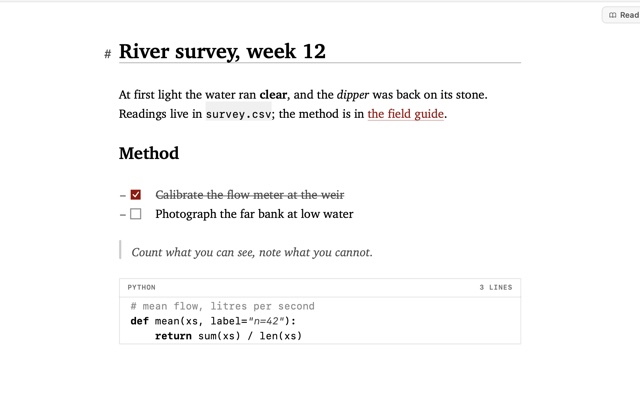 Read
# River survey, week 12
At first light the water ran clear, and the dipper was back on its stone.
Readings live in survey.csv; the method is in the field guide.
Method
– Calibrate the flow meter at the weir
– Photograph the far bank at low water
Count what you can see, note what you cannot.
PYTHON 3 LINES
# mean flow, litres per second
def mean(xs, label="n=42"):
    return sum(xs) / len(xs)